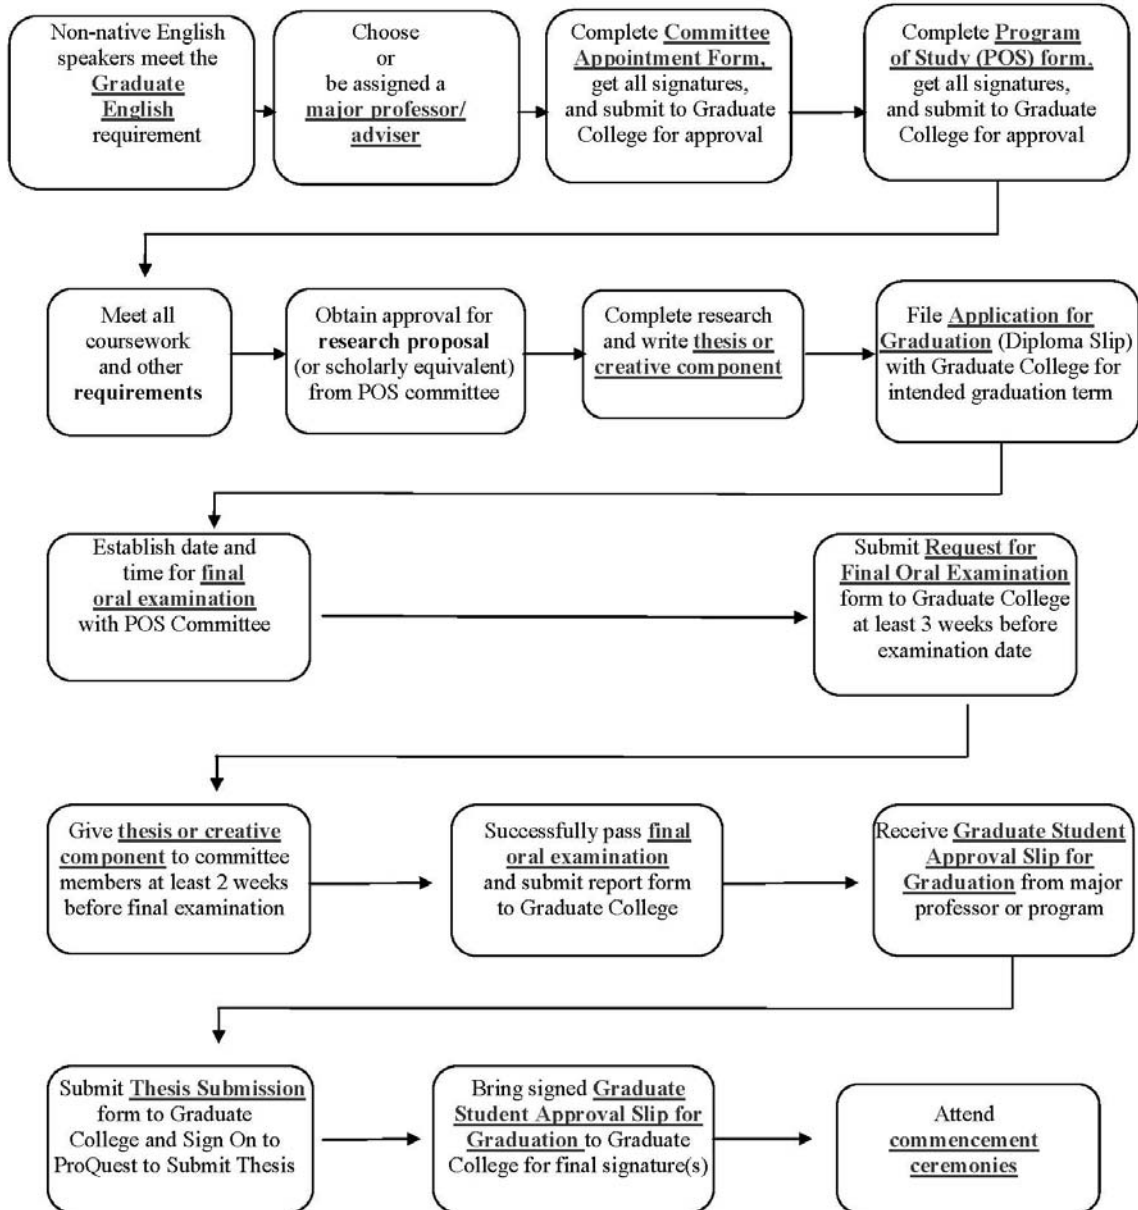 Non-native English
speakers meet the
Graduate
English
requirement
Choose
or
be assigned a
major professor/
adviser
Complete Committee
Appointment Form,
get all signatures,
and submit to Graduate
College for approval
Complete Program
of Study (POS) form,
get all signatures,
and submit to Graduate
College for approval
Meet all
coursework
and other
requirements
Obtain approval for
research proposal
(or scholarly equivalent)
from POS committee
Complete research
and write thesis or
creative component
File Application for
Graduation (Diploma Slip)
with Graduate College for
intended graduation term
Establish date and
time for final
oral examination
with POS Committee
Submit Request for
Final Oral Examination
form to Graduate College
at least 3 weeks before
examination date
Give thesis or creative
component to committee
members at least 2 weeks
before final examination
Successfully pass final
oral examination
and submit report form
to Graduate College
Receive Graduate Student
Approval Slip for
Graduation from major
professor or program
Submit Thesis Submission
form to Graduate
College and Sign On to
ProQuest to Submit Thesis
Bring signed Graduate
Student Approval Slip for
Graduation to Graduate
College for final signature(s)
Attend
commencement
ceremonies